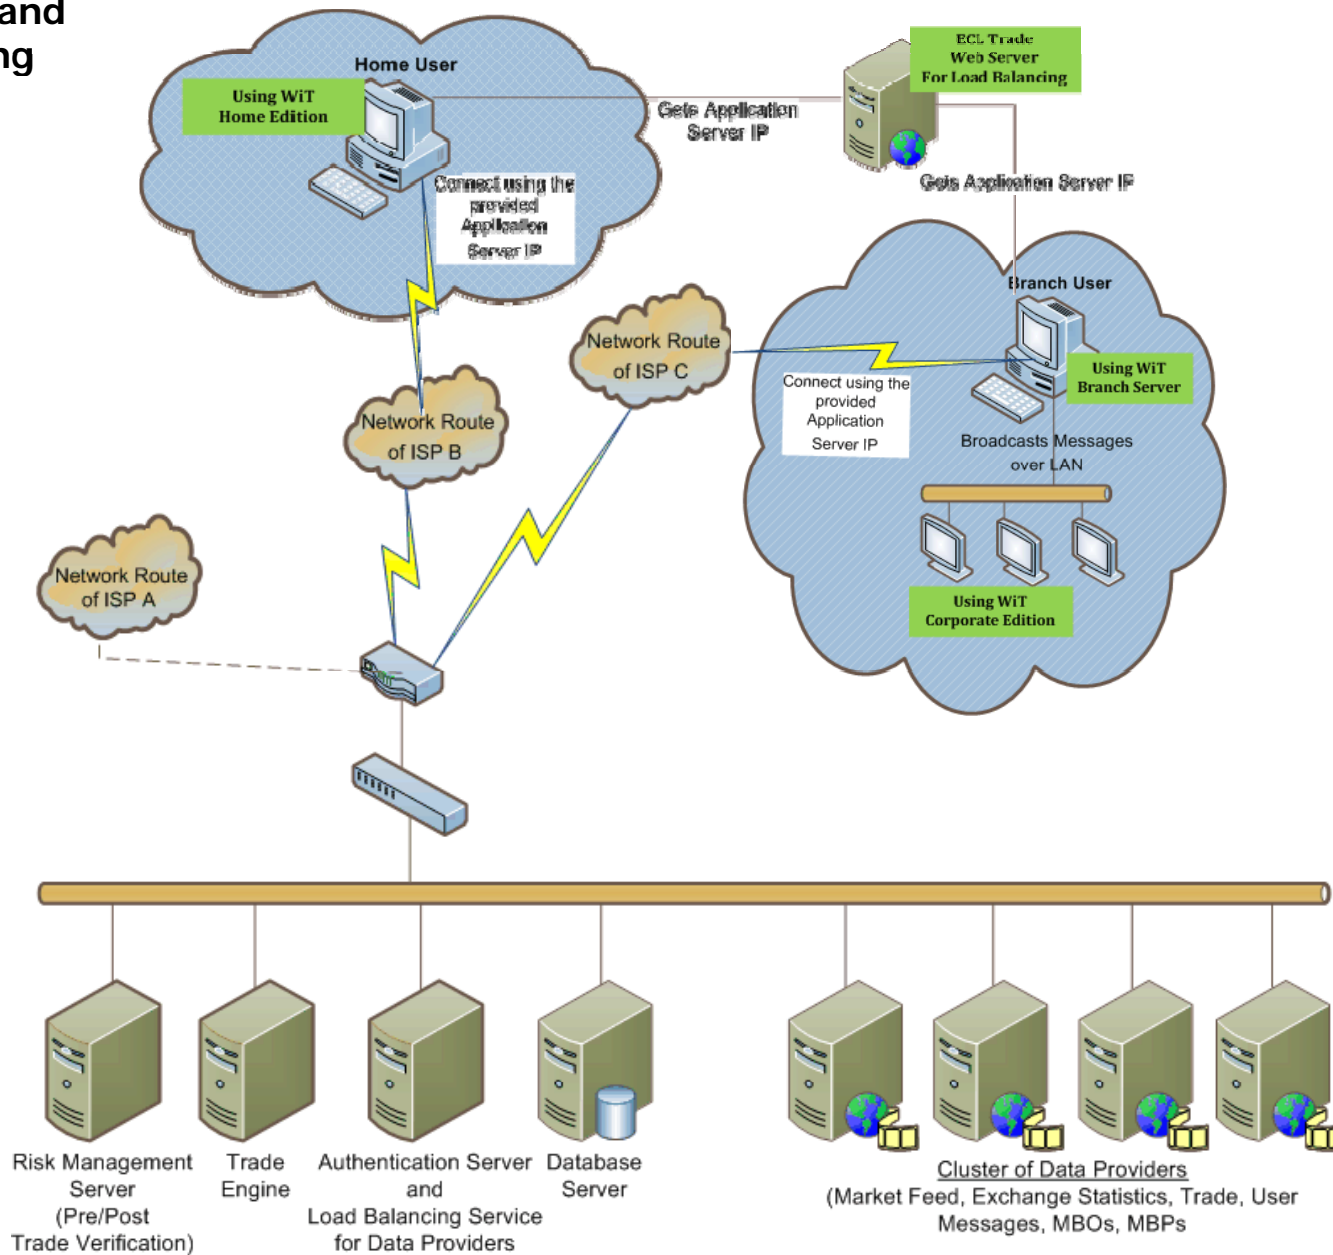 and
ng
Home User
Using WiT
Home Edition
Gets Application
Server IP
ECL Trade
Web Server
For Load Balancing
Gets Application Server IP
Connect using the
provided
Application
Server IP
Branch User
Using WiT
Branch Server
Network Route
of ISP C
Connect using the
provided
Application
Server IP
Network Route
of ISP B
Broadcasts Messages
over LAN
Network Route
of ISP A
Using WiT
Corporate Edition
Risk Management
Server
(Pre/Post
Trade Verification)
Trade
Engine
Authentication Server
and
Load Balancing Service
for Data Providers
Database
Server
Cluster of Data Providers
(Market Feed, Exchange Statistics, Trade, User
Messages, MBOs, MBPs